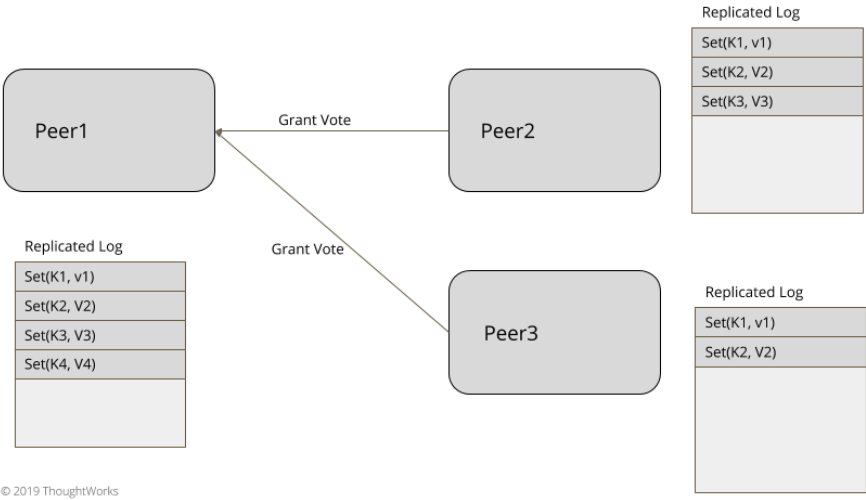 Replicated Log
Set(K1, v1)
Set(K2, V2)
Set(K3, V3)
Peer1
Grant Vote
Peer2
Grant Vote
Replicated Log
Set(K1, v1)
Set(K2, V2)
Set(K3, V3)
Set(K4, V4)
Peer3
Replicated Log
Set(K1, v1)
Set(K2, V2)
© 2019 ThoughtWorks